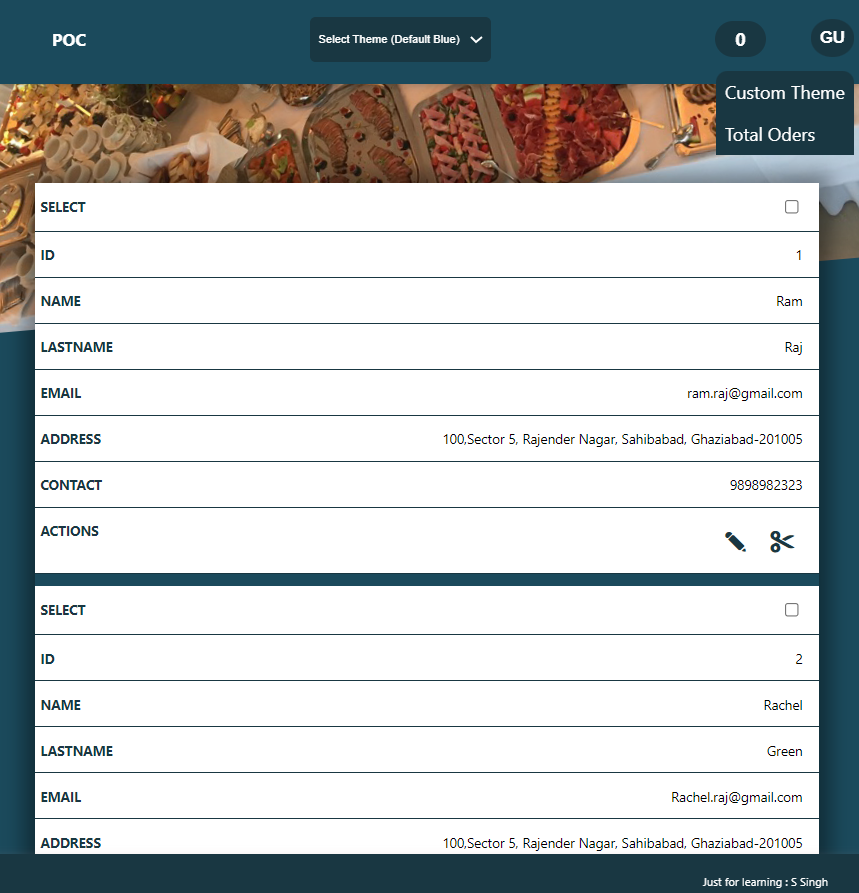 POC
Select Theme (Default Blue)
0
GU
Custom Theme
Total Oders
SELECT
ID 1
NAME Ram
LASTNAME Raj
EMAIL ram.raj@gmail.com
ADDRESS 100,Sector 5, Rajender Nagar, Sahibabad, Ghaziabad-201005
CONTACT 9898982323
ACTIONS
SELECT
ID 2
NAME Rachel
LASTNAME Green
EMAIL Rachel.raj@gmail.com
ADDRESS 100,Sector 5, Rajender Nagar, Sahibabad, Ghaziabad-201005
Just for learning : S Singh